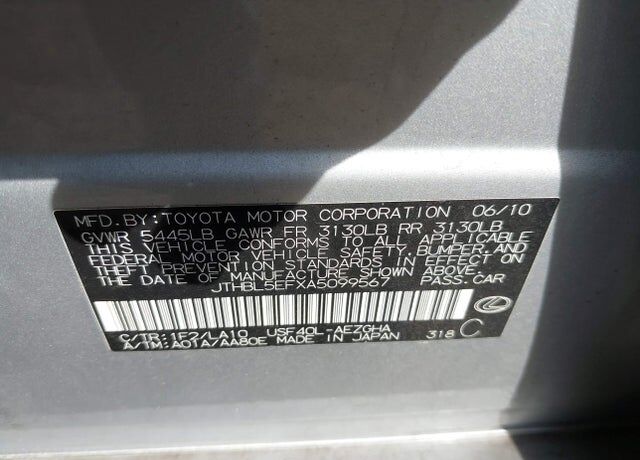 MFD.BY:TOYOTA MOTOR CORPORATION 06/10
GVWR 5445LB GAWR FR 3130LB RR 3130LB
THIS VEHICLE CONFORMS TO ALL APPLICABLE
FEDERAL MOTOR VEHICLE SAFETY,BUMPER,AND
THEFT PREVENTION STANDARDS IN EFFECT ON
THE DATE OF MANUFACTURE SHOWN ABOVE.
JTHBL5EFXA5099567 PASS.CAR
C/TR:1F2/LA10 USF40L-AEZGHA
A/TM:A01A/AA80E MADE IN JAPAN 318 C